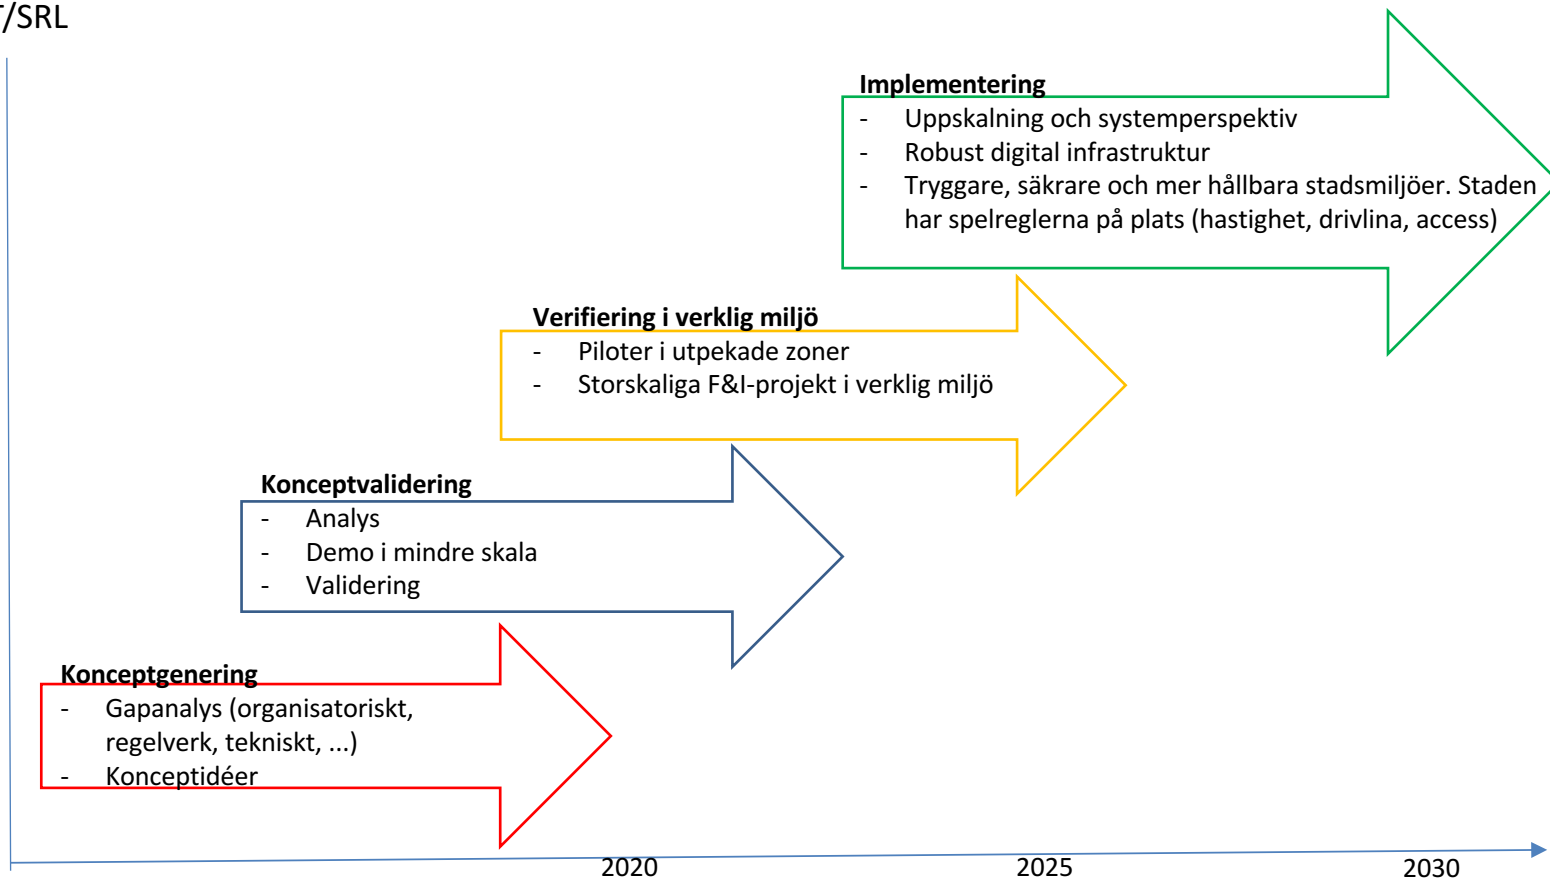 T/SRL
Implementering
- Uppskalning och systemperspektiv
- Robust digital infrastruktur
- Tryggare, säkrare och mer hållbara stadsmiljöer. Staden
har spelreglerna på plats (hastighet, drivlina, access)
Verifiering i verklig miljö
- Piloter i utpekade zoner
- Storskaliga F&I-projekt i verklig miljö
Konceptvalidering
- Analys
- Demo i mindre skala
- Validering
Konceptgenering
- Gapanalys (organisatoriskt,
regelverk, tekniskt, ...)
- Konceptidéer
2020
2025
2030